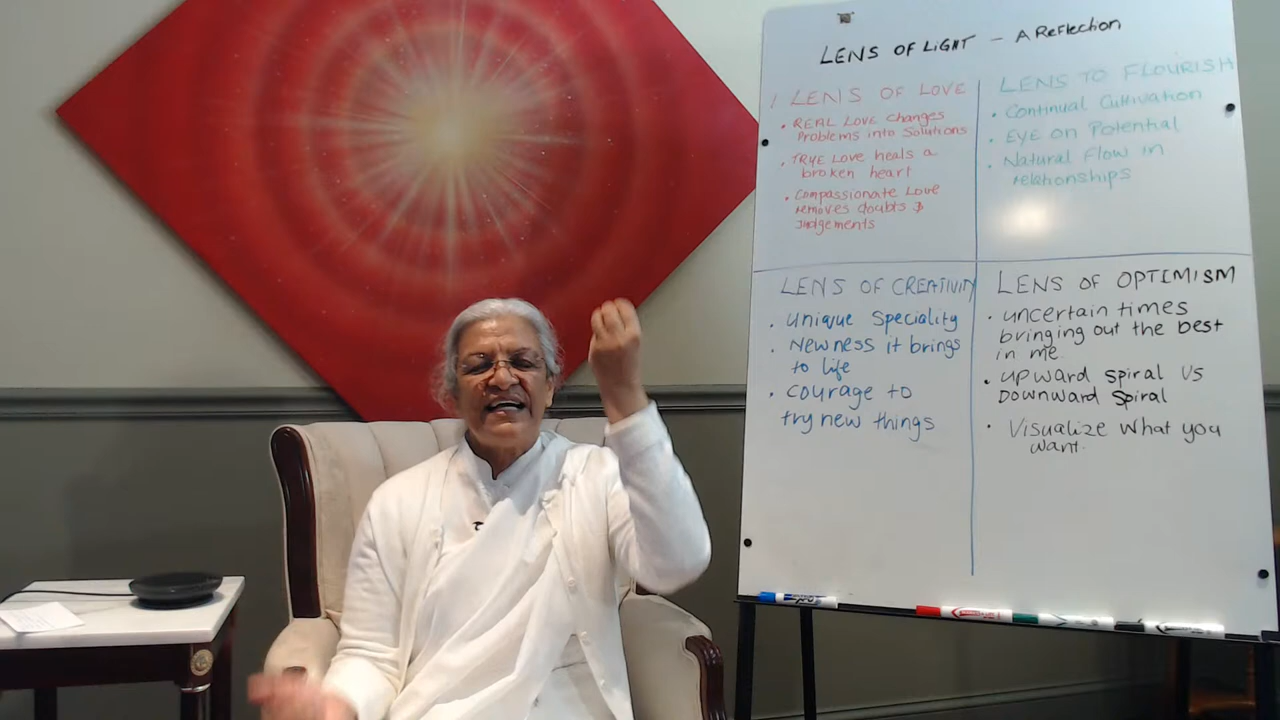 LENS OF LiGHT - A Reflection
1 LENS OF LOVE
• REAL LOVE changes
Problems into Solutions
• TRYE LOVE heals a
broken heart
• Compassionate Love
removes doubts &
Judgements
LENS TO FLOURISH
• Continual Cultivation
• EYE on Potential
• Natural Flow in
relationships
LENS OF CREATIVITY
• Unique Speciality
• Newness it brings
to life
• Courage to
try new things
LENS OF OPTIMISM
• uncertain times
bringing out the best
in me.
• upward spiral VS
Downward spiral
• Visualize what you
want.